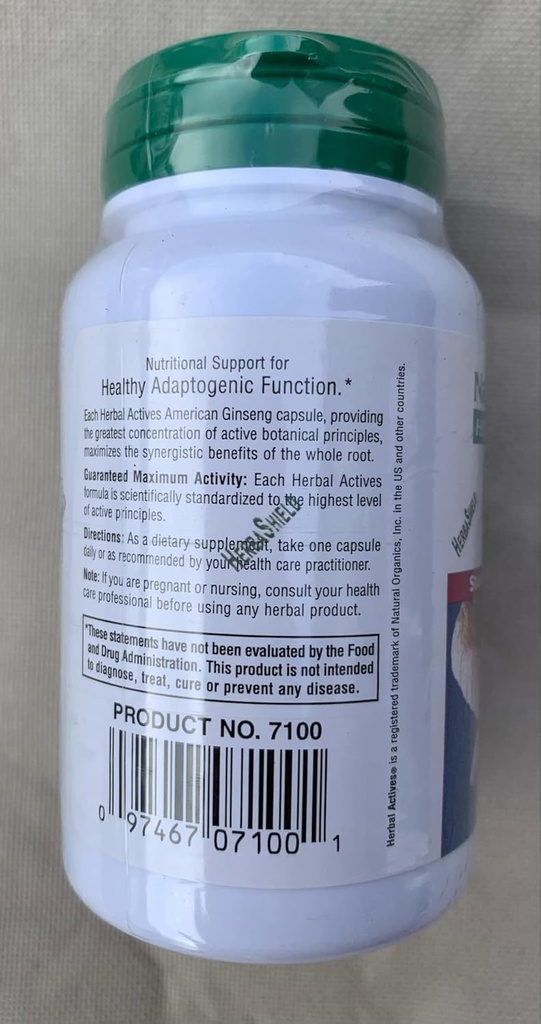 Nutritional Support for
Healthy Adaptogenic Function.*
Each Herbal Actives American Ginseng capsule, providing
the greatest concentration of active botanical principles,
maximizes the synergistic benefits of the whole root.
Guaranteed Maximum Activity: Each Herbal Actives
formula is scientifically standardized to the highest level
of active principles.
Directions: As a dietary supplement, take one capsule
daily or as recommended by your health care practitioner.
Note: If you are pregnant or nursing, consult your health
care professional before using any herbal product.
*These statements have not been evaluated by the Food
and Drug Administration. This product is not intended
to diagnose, treat, cure or prevent any disease.
PRODUCT NO. 7100
0 97467 07100 1
HERBASHIELD
Herbal Actives® is a registered trademark of Natural Organics, Inc. in the US and other countries.
HERBASHIELD